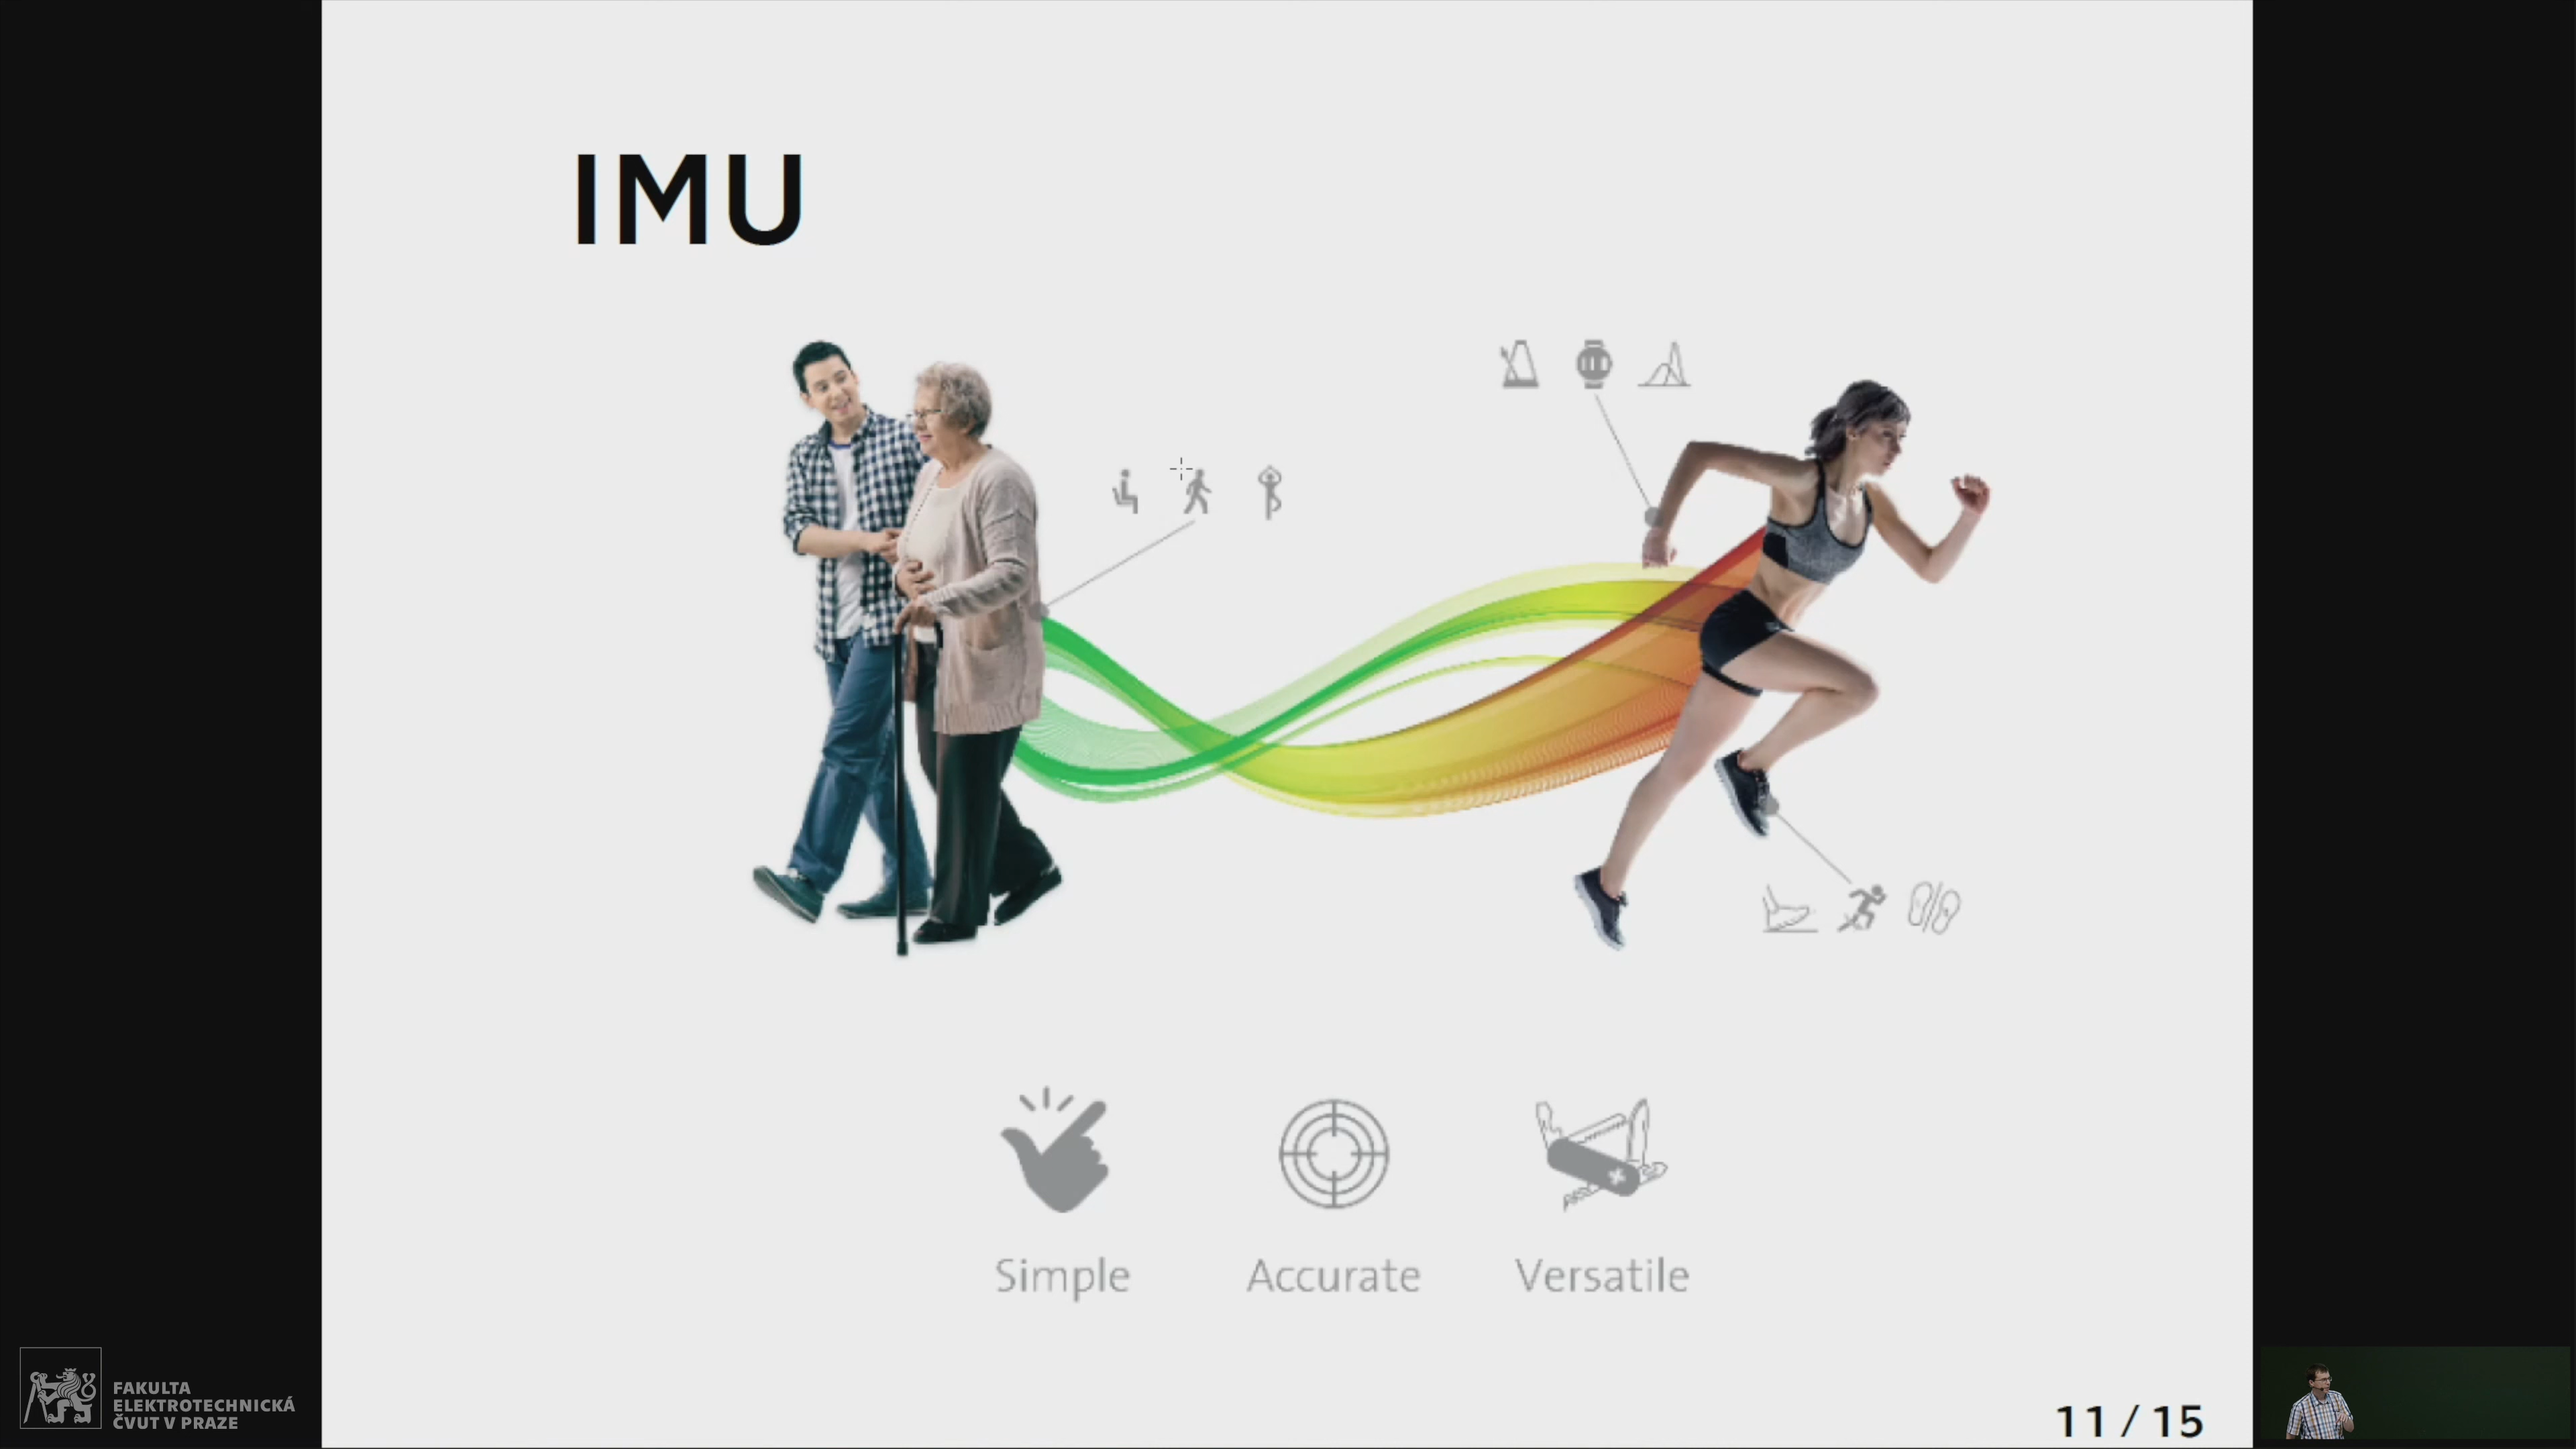 IMU
Simple
Accurate
Versatile
FAKULTA
ELEKTROTECHNICKÁ
ČVUT V PRAZE
11 / 15